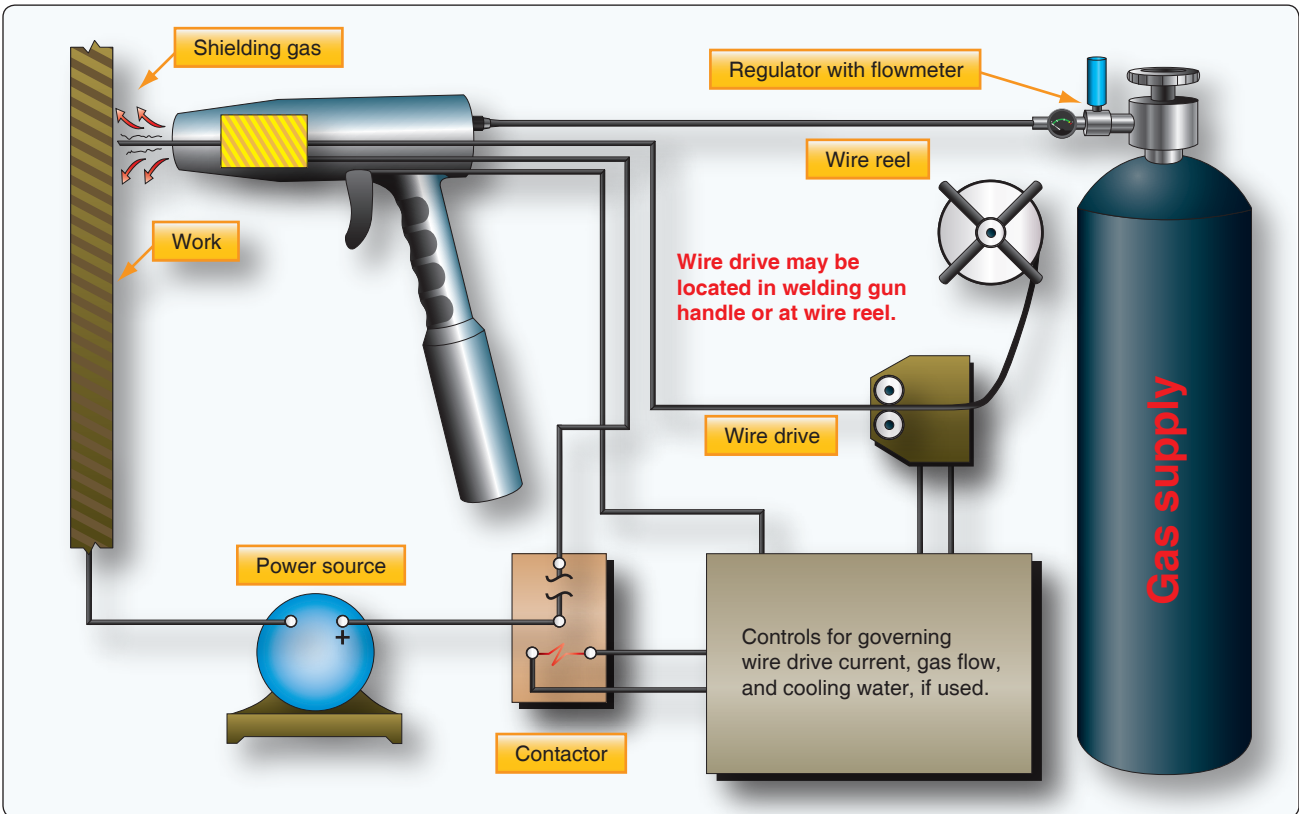 Shielding gas
Regulator with flowmeter
Wire reel
Work
Wire drive may be
located in welding gun
handle or at wire reel.
Wire drive
Gas supply
Power source
+
Controls for governing
wire drive current, gas flow,
and cooling water, if used.
Contactor